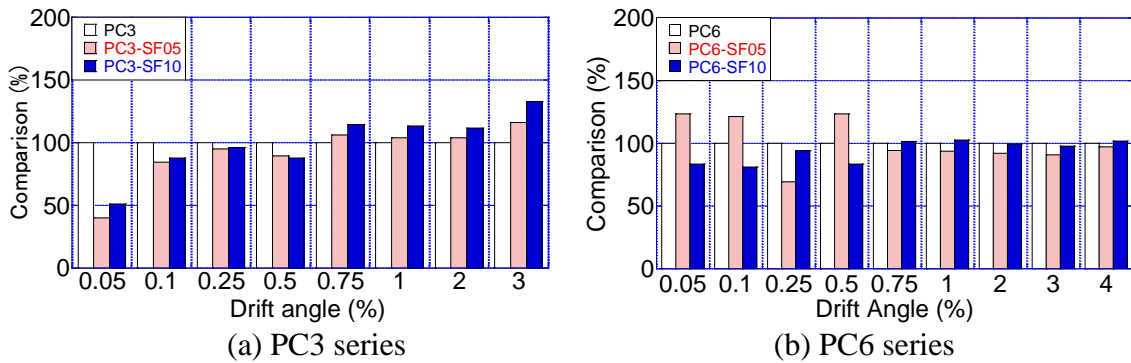 200
150
100
50
0
Comparison (%)
PC3
PC3-SF05
PC3-SF10
0.05 0.1 0.25 0.5 0.75 1 2 3
Drift angle (%)
(a) PC3 series
200
150
100
50
0
Comparison (%)
PC6
PC6-SF05
PC6-SF10
0.05 0.1 0.25 0.5 0.75 1 2 3 4
Drift Angle (%)
(b) PC6 series